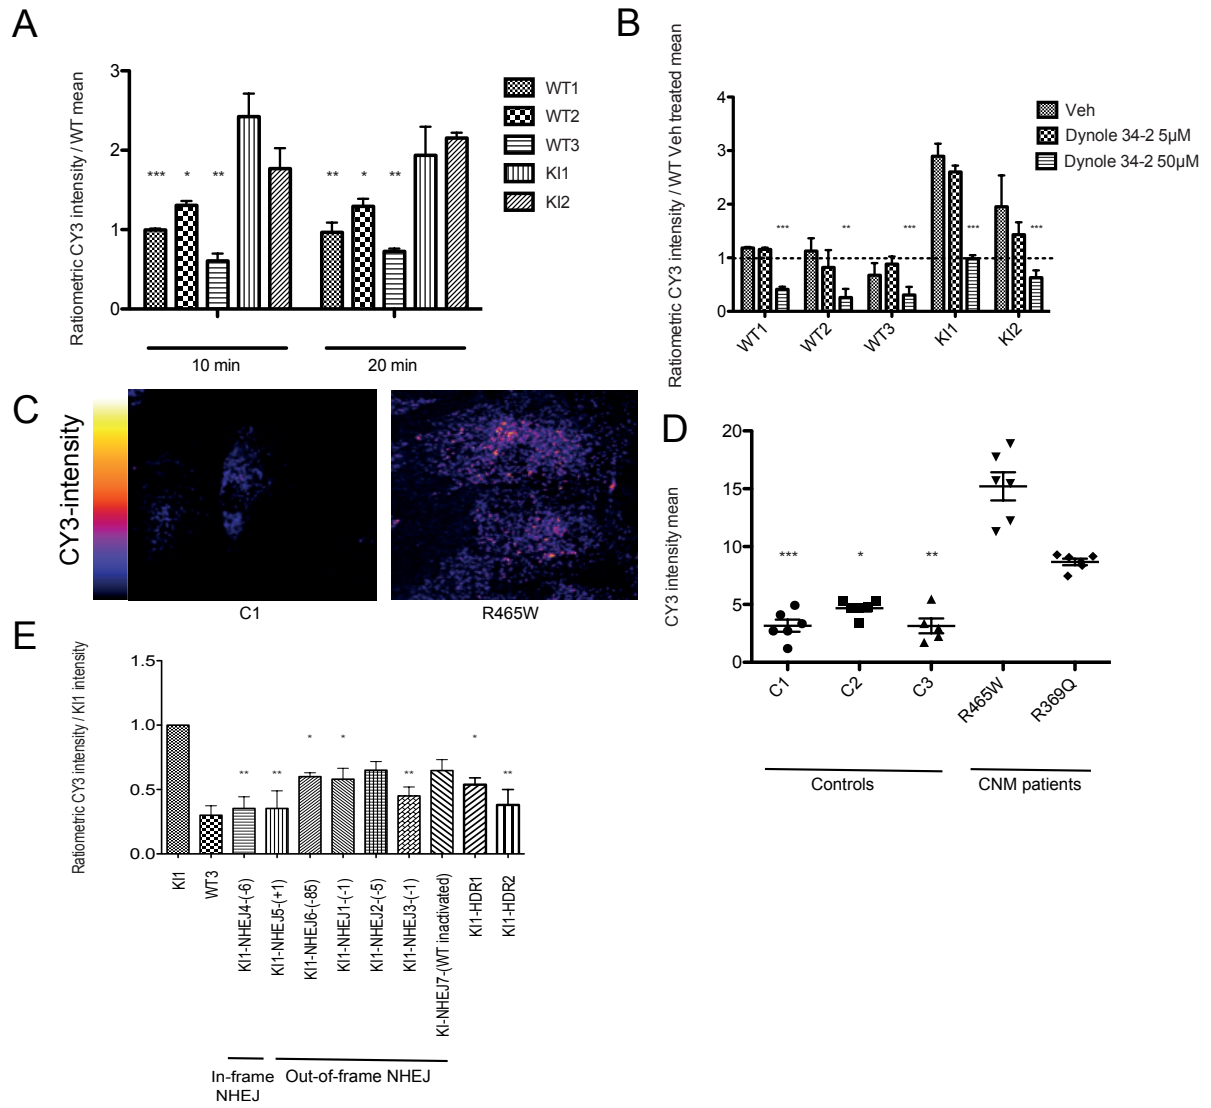 A
Ratiometric CY3 intensity / WT mean
3
2
1
0
*** * ** ** * **
10 min
20 min
WT1
WT2
WT3
KI1
KI2
B
Ratiometric CY3 intensity / WT Veh treated mean
4
3
2
1
0
*** ** *** *** ***
WT1
WT2
WT3
KI1
KI2
Veh
Dynole 34-2 5µM
Dynole 34-2 50µM
C
CY3-intensity
C1
R465W
D
CY3 intensity mean
20
15
10
5
0
*** * **
C1
C2
C3
R465W
R369Q
Controls
CNM patients
E
Ratiometric CY3 intensity / KI1 intensity
1.5
1.0
0.5
0.0
** ** * * ** * **
KI1
WT3
KI1-NHEJ4-(-6)
KI1-NHEJ5-(+1)
KI1-NHEJ6-(-85)
KI1-NHEJ1-(-1)
KI1-NHEJ2-(-5)
KI1-NHEJ3-(-1)
KI-NHEJ7-(WT inactivated)
KI1-HDR1
KI1-HDR2
In-frame
NHEJ
Out-of-frame NHEJ